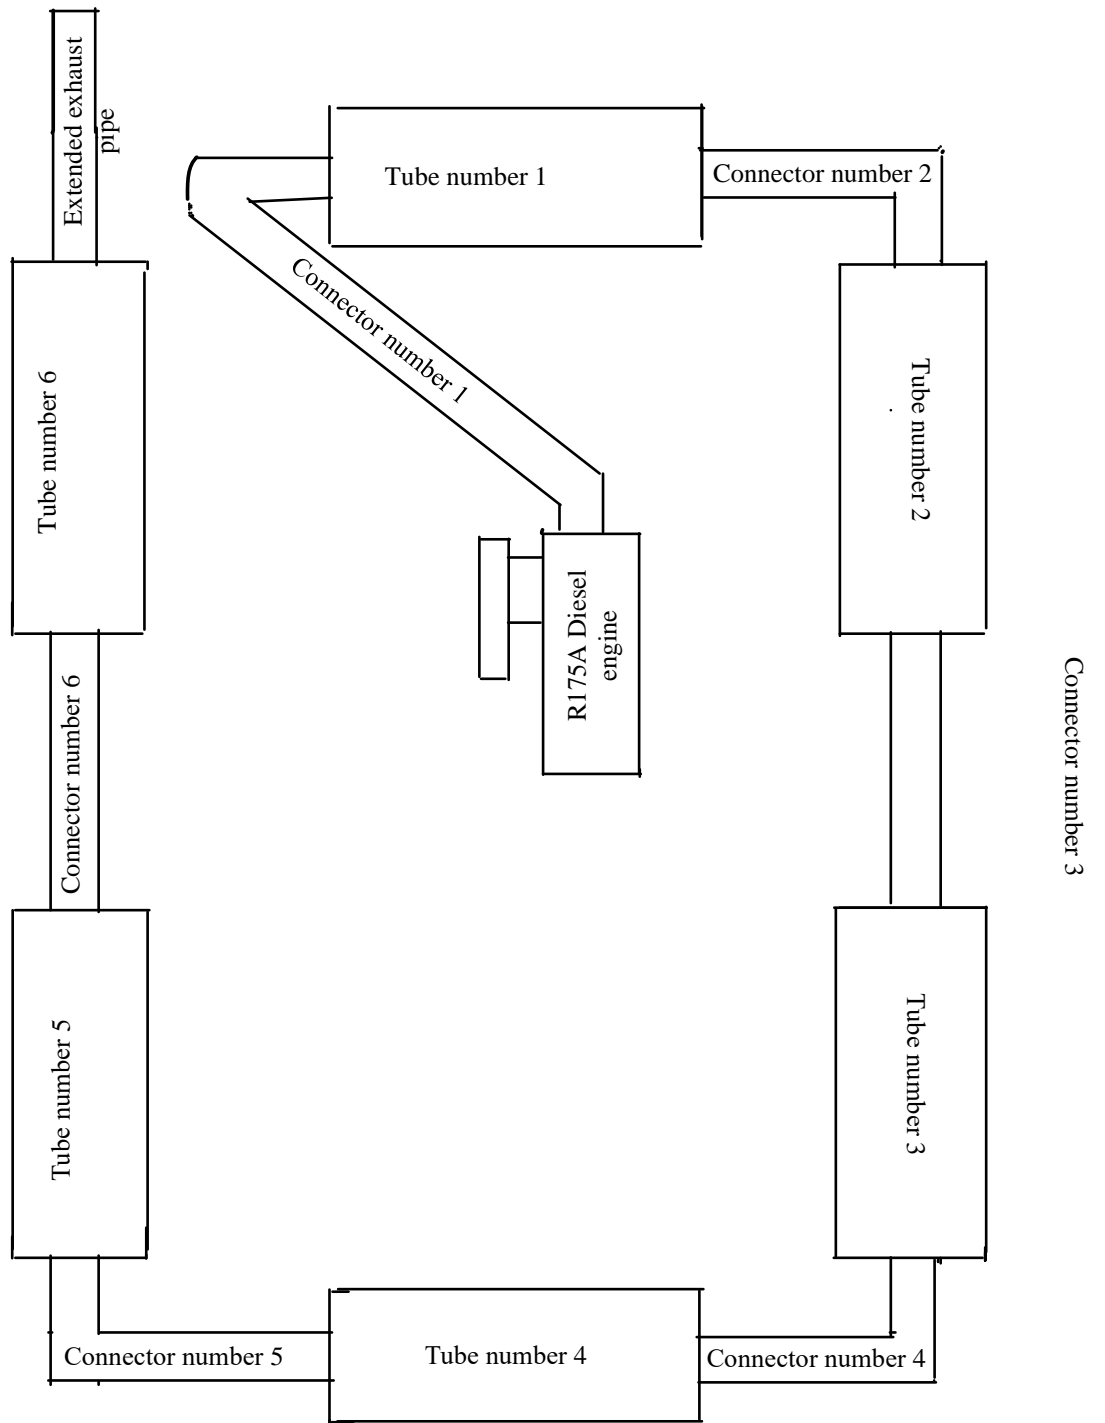 Extended exhaust
pipe
Tube number 1
Connector number 2
Connector number 1
Tube number 6
Tube number 2
R175A Diesel
engine
Connector number 3
Connector number 6
Tube number 5
Tube number 3
Connector number 5
Tube number 4
Connector number 4